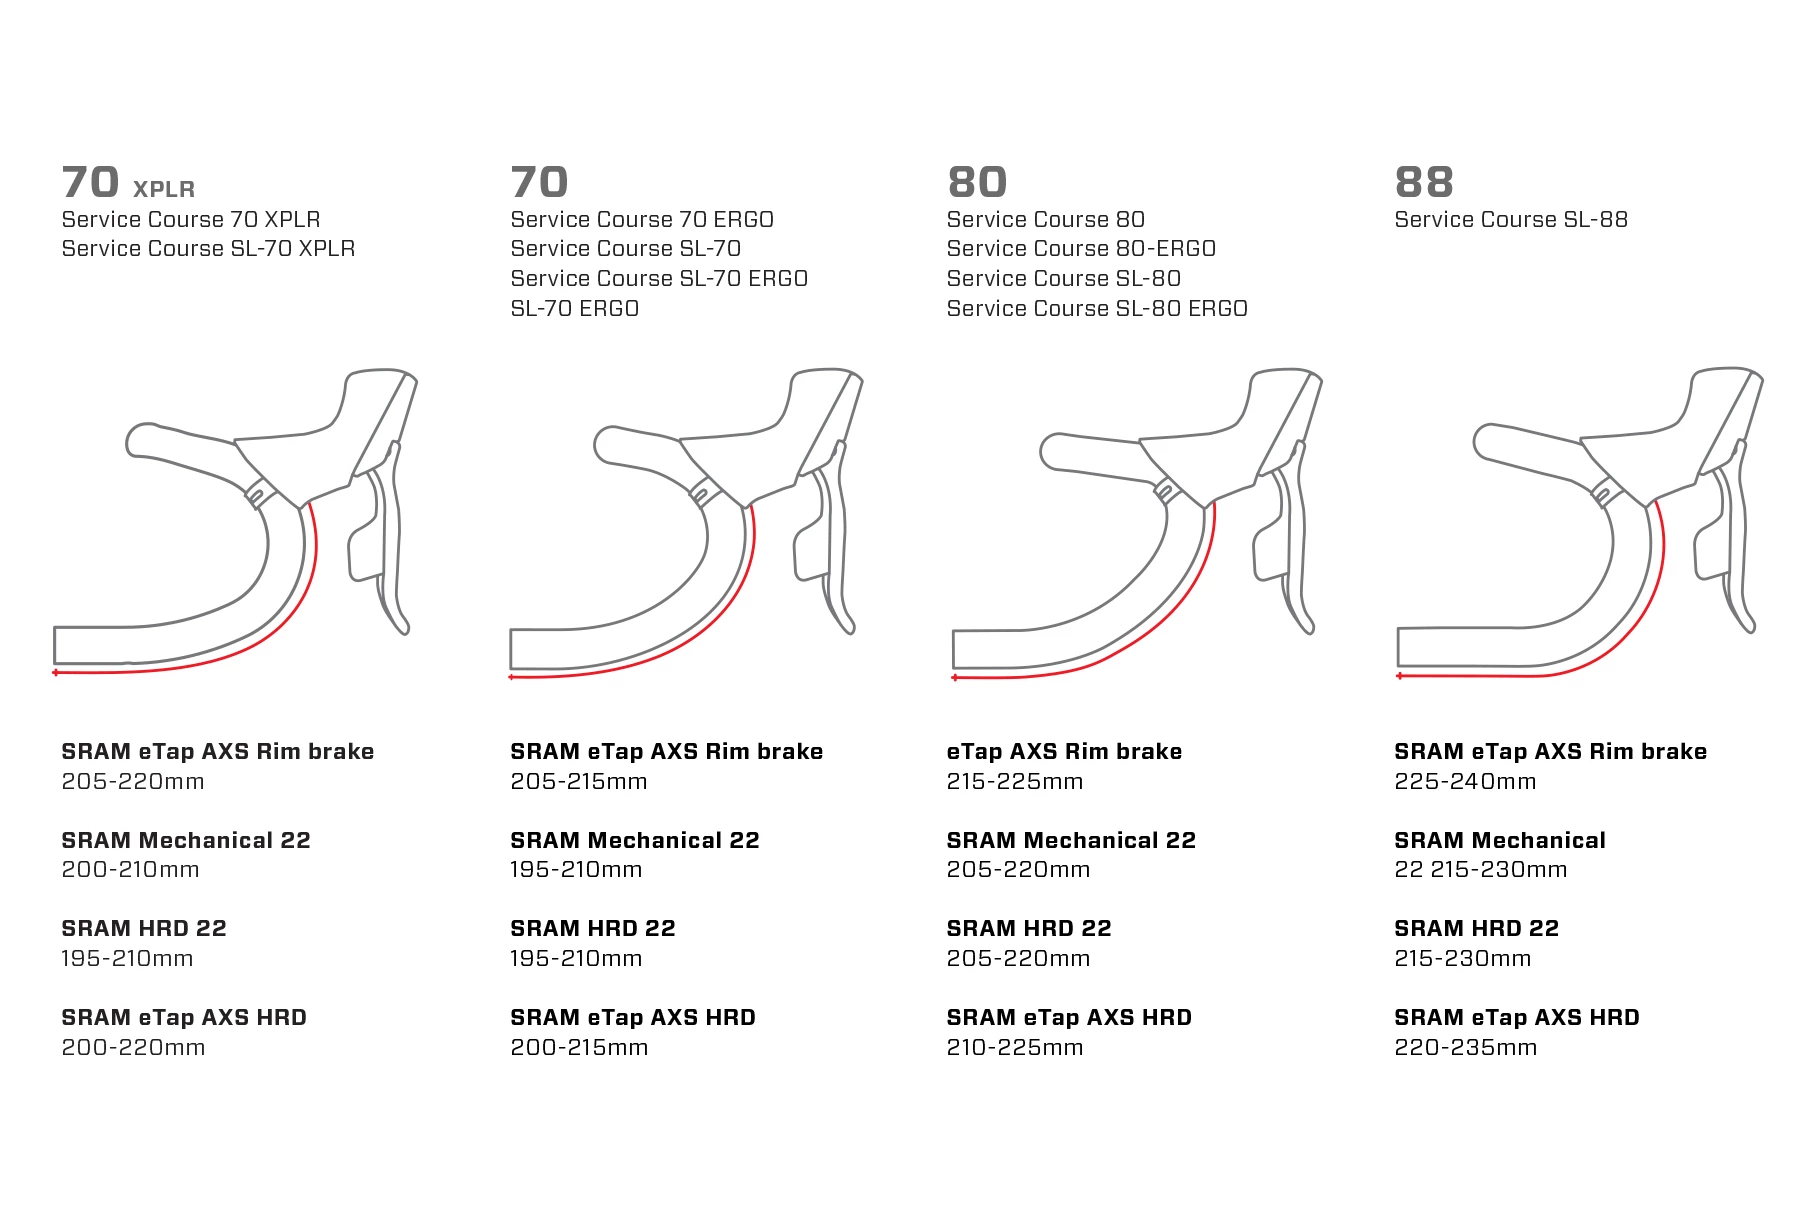 70 XPLR
Service Course 70 XPLR
Service Course SL-70 XPLR
70
Service Course 70 ERGO
Service Course SL-70
Service Course SL-70 ERGO
SL-70 ERGO
80
Service Course 80
Service Course 80-ERGO
Service Course SL-80
Service Course SL-80 ERGO
88
Service Course SL-88
SRAM eTap AXS Rim brake
205-220mm
SRAM Mechanical 22
200-210mm
SRAM HRD 22
195-210mm
SRAM eTap AXS HRD
200-220mm
SRAM eTap AXS Rim brake
205-215mm
SRAM Mechanical 22
195-210mm
SRAM HRD 22
195-210mm
SRAM eTap AXS HRD
200-215mm
eTap AXS Rim brake
215-225mm
SRAM Mechanical 22
205-220mm
SRAM HRD 22
205-220mm
SRAM eTap AXS HRD
210-225mm
SRAM eTap AXS Rim brake
225-240mm
SRAM Mechanical
22 215-230mm
SRAM HRD 22
215-230mm
SRAM eTap AXS HRD
220-235mm